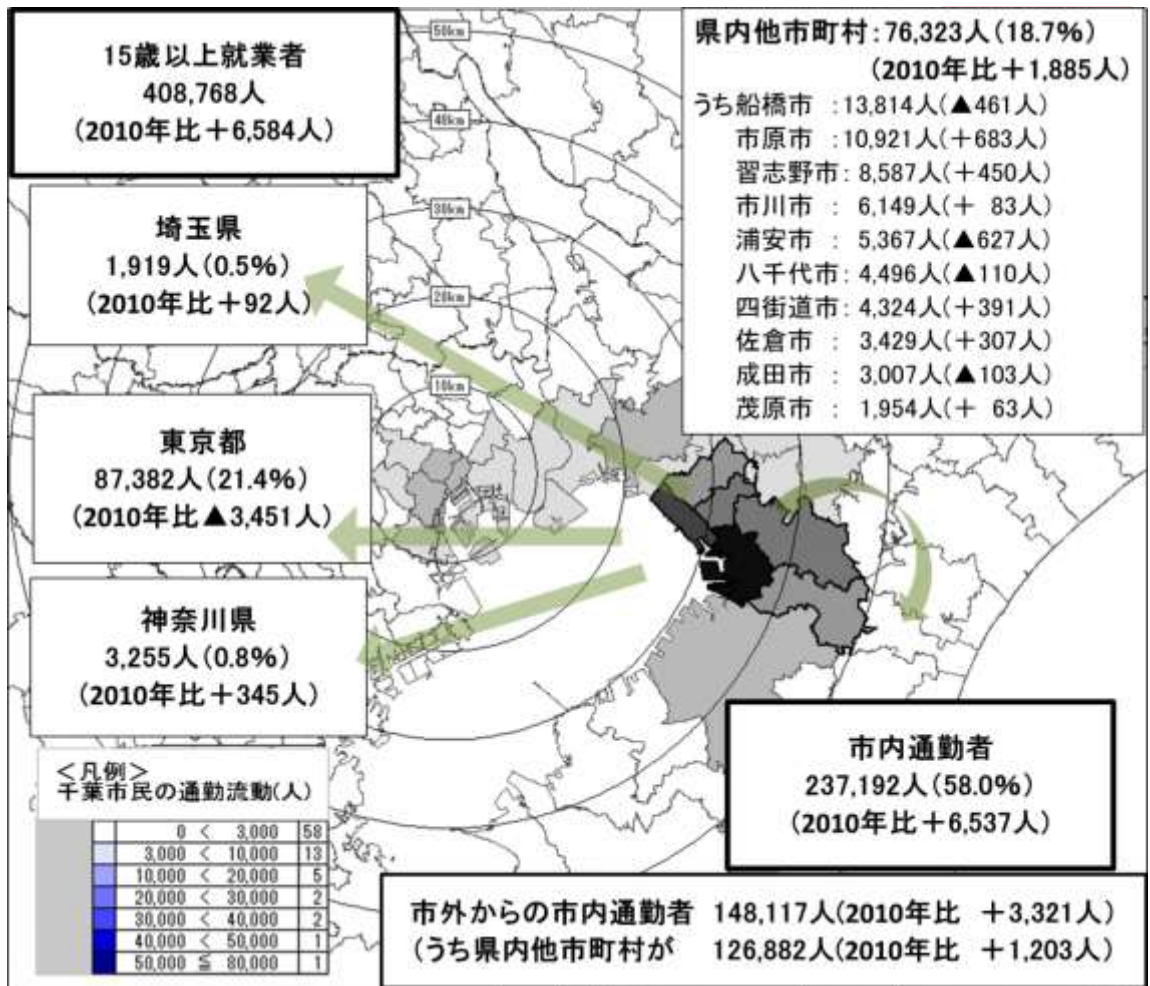 15歳以上就業者
408,768人
(2010年比＋6,584人)
埼玉県
1,919人(0.5%)
(2010年比＋92人)
東京都
87,382人(21.4%)
(2010年比▲3,451人)
神奈川県
3,255人(0.8%)
(2010年比＋345人)
50km
40km
30km
20km
10km
県内他市町村:76,323人(18.7%)
(2010年比＋1,885人)
うち船橋市 :13,814人(▲461人)
市原市 :10,921人(＋683人)
習志野市: 8,587人(＋450人)
市川市 : 6,149人(＋ 83人)
浦安市 : 5,367人(▲627人)
八千代市: 4,496人(▲110人)
四街道市: 4,324人(＋391人)
佐倉市 : 3,429人(＋307人)
成田市 : 3,007人(▲103人)
茂原市 : 1,954人(＋ 63人)
市内通勤者
237,192人(58.0%)
(2010年比＋6,537人)
＜凡例＞
千葉市民の通勤流動(人)
0 < 3,000 58
3,000 < 10,000 13
10,000 < 20,000 5
20,000 < 30,000 2
30,000 < 40,000 2
40,000 < 50,000 1
50,000 ≦ 80,000 1
市外からの市内通勤者 148,117人(2010年比 ＋3,321人)
(うち県内他市町村が 126,882人(2010年比 ＋1,203人)